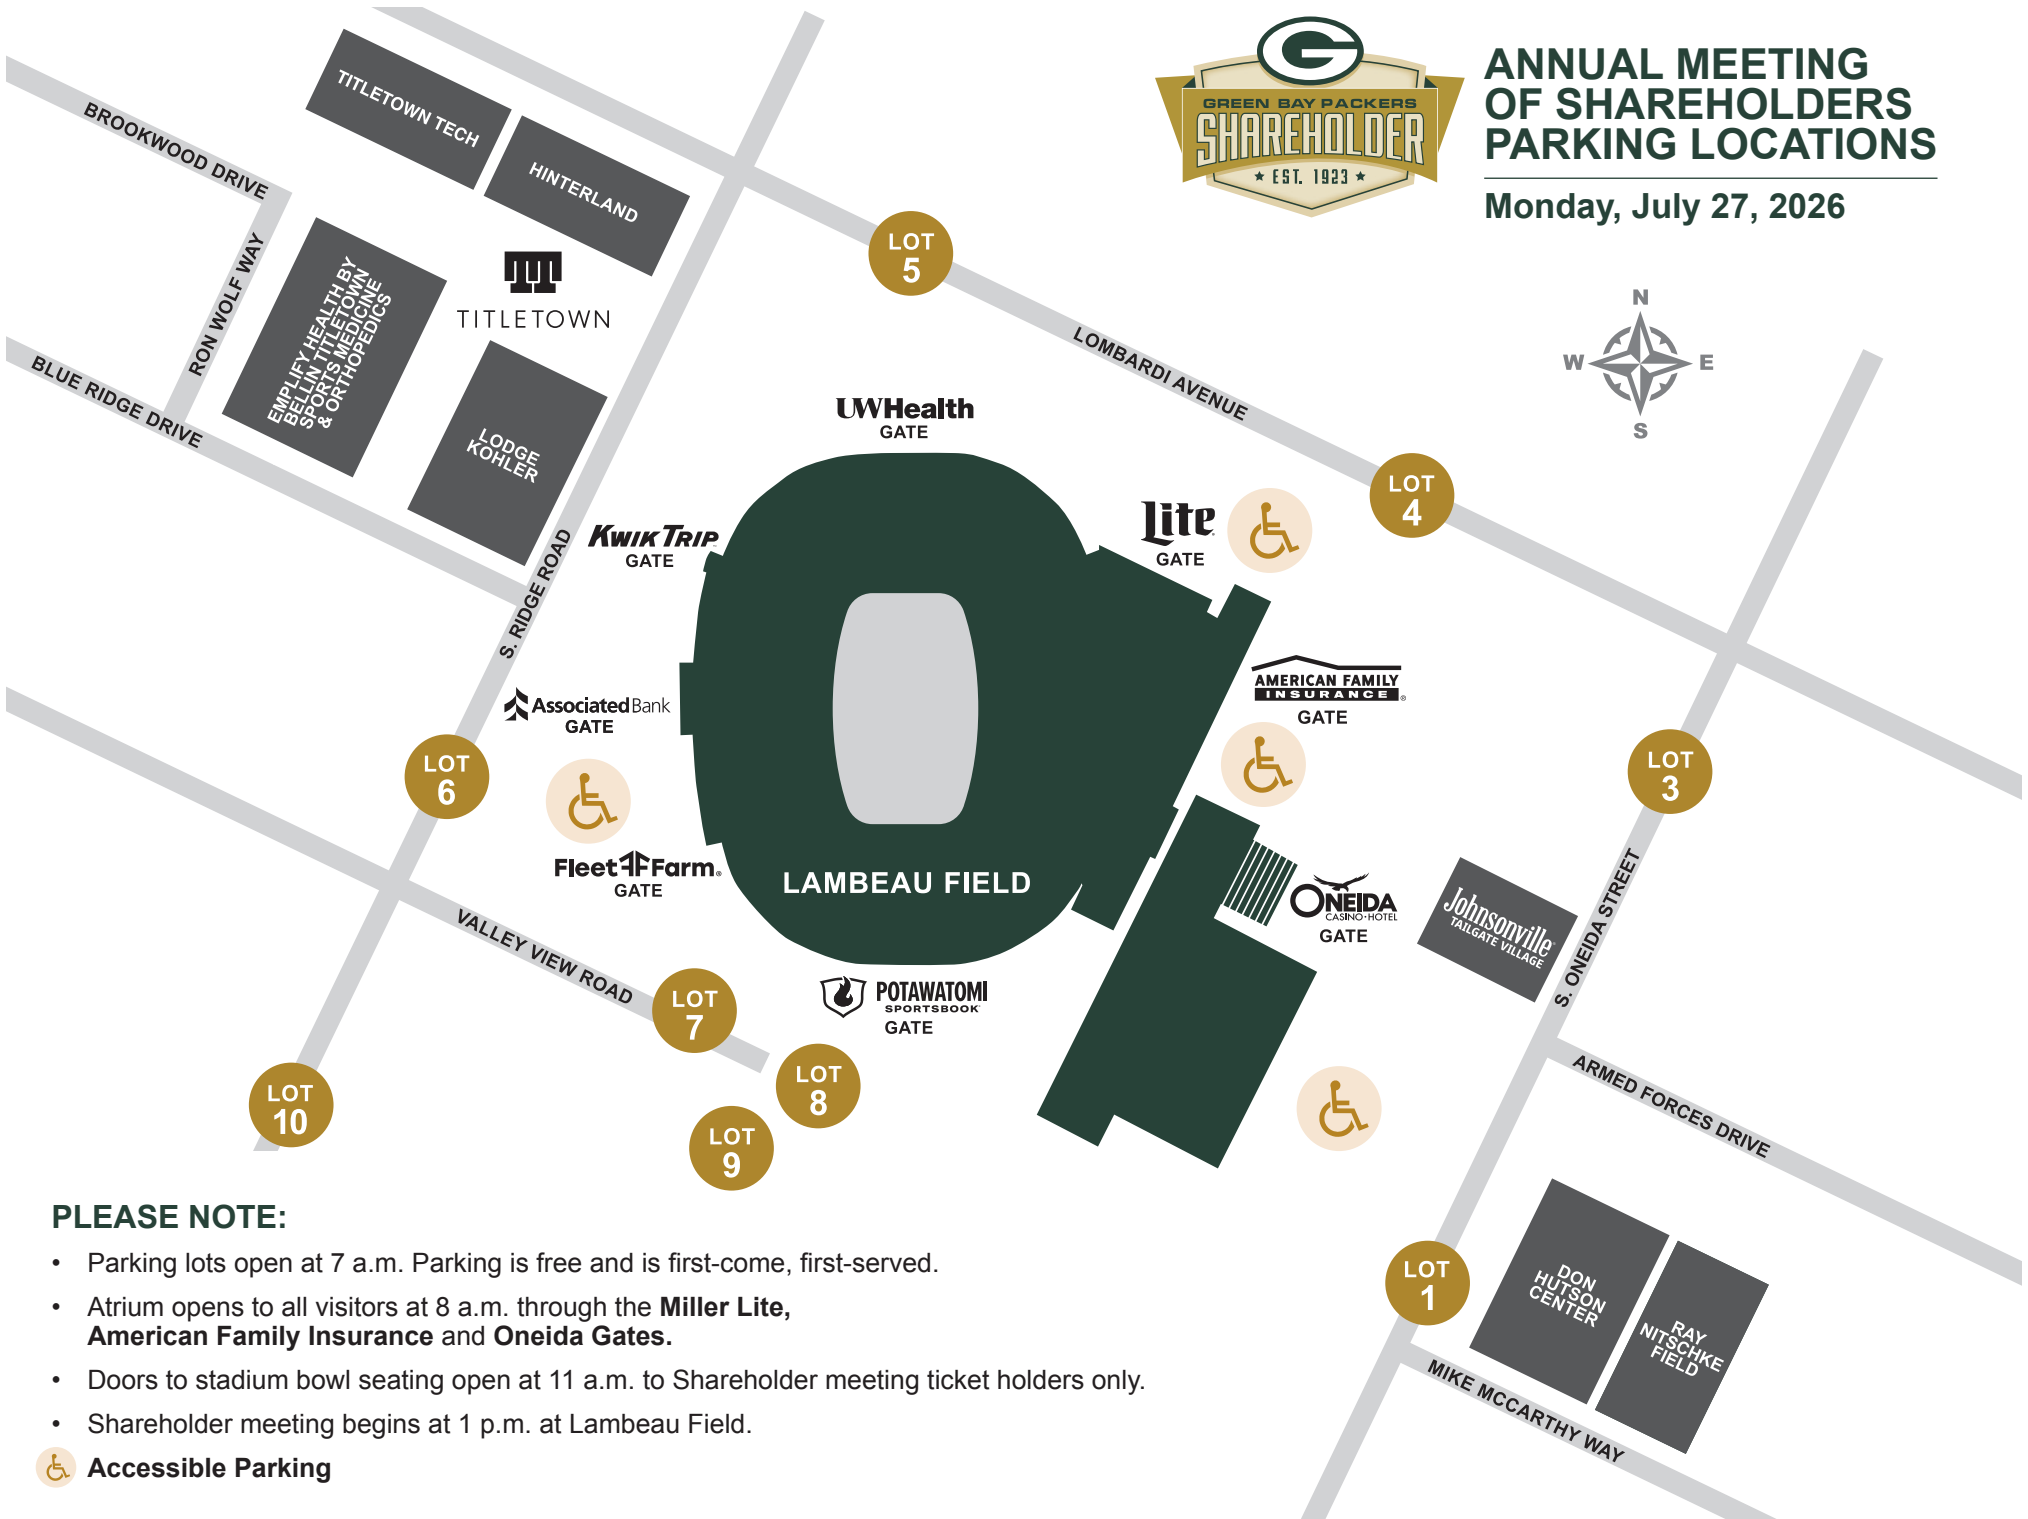 GREEN BAY PACKERS
SHAREHOLDER
EST. 1923
ANNUAL MEETING
OF SHAREHOLDERS
PARKING LOCATIONS
Monday, July 27, 2026
N
W
E
S
TITLETOWN TECH
HINTERLAND
BROOKWOOD DRIVE
RON WOLF WAY
EMPLIFY HEALTH BY
BELLIN TITLETOWN
SPORTS MEDICINE
& ORTHOPEDICS
TITLETOWN
BLUE RIDGE DRIVE
LODGE
KOHLER
S. RIDGE ROAD
LOT
5
LOMBARDI AVENUE
LOT
4
UWHealth
GATE
KWIK TRIP
GATE
Lite
GATE
AssociatedBank
GATE
AMERICAN FAMILY
INSURANCE®
GATE
LOT
6
LOT
3
Fleet Farm®
GATE
LAMBEAU FIELD
ONEIDA
CASINO·HOTEL
GATE
Johnsonville
TAILGATE VILLAGE
S. ONEIDA STREET
VALLEY VIEW ROAD
POTAWATOMI
SPORTSBOOK
GATE
LOT
7
LOT
8
LOT
9
LOT
10
ARMED FORCES DRIVE
LOT
1
DON
HUTSON
CENTER
RAY
NITSCHKE
FIELD
MIKE MCCARTHY WAY
PLEASE NOTE:
• Parking lots open at 7 a.m. Parking is free and is first-come, first-served.
• Atrium opens to all visitors at 8 a.m. through the Miller Lite,
American Family Insurance and Oneida Gates.
• Doors to stadium bowl seating open at 11 a.m. to Shareholder meeting ticket holders only.
• Shareholder meeting begins at 1 p.m. at Lambeau Field.
Accessible Parking